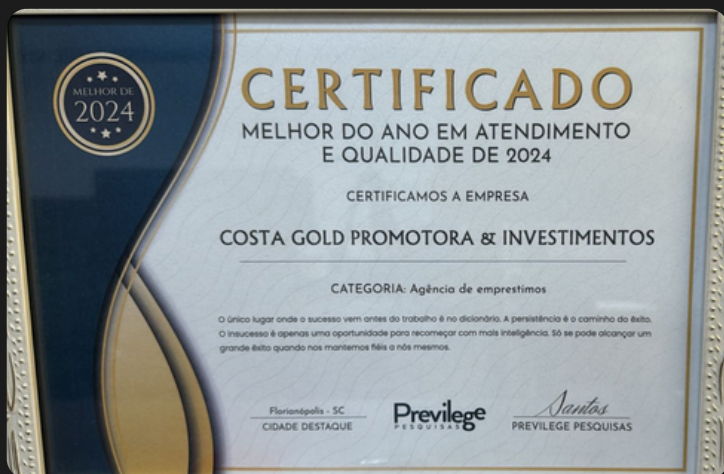 MELHOR DE
2024
CERTIFICADO
MELHOR DO ANO EM ATENDIMENTO
E QUALIDADE DE 2024
CERTIFICAMOS A EMPRESA
COSTA GOLD PROMOTORA & INVESTIMENTOS
CATEGORIA: Agência de emprestimos
O único lugar onde o sucesso vem antes do trabalho é no dicionário. A persistência é o caminho do êxito.
O insucesso é apenas uma oportunidade para recomeçar com mais inteligência. Só se pode alcançar um
grande êxito quando nos mantemos fiéis a nós mesmos.
Florianópolis - SC
CIDADE DESTAQUE
Previlege
PESQUISAS
Santos
PREVILEGE PESQUISAS